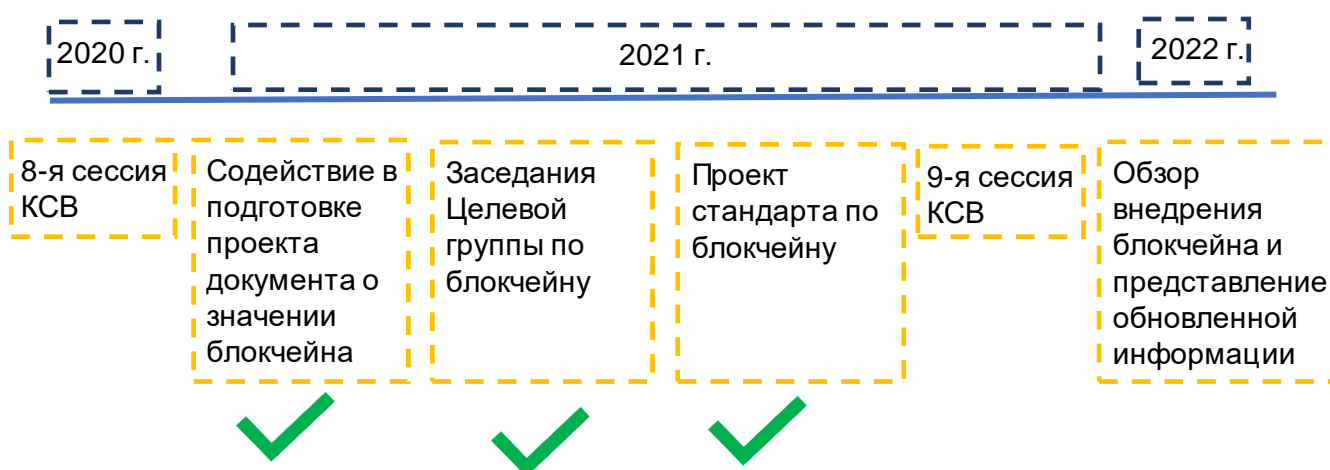 2020 г.
2021 г.
2022 г.
8-я сессия
КСВ
Содействие в
подготовке
проекта
документа о
значении
блокчейна
Заседания
Целевой
группы по
блокчейну
Проект
стандарта по
блокчейну
9-я сессия
КСВ
Обзор
внедрения
блокчейна и
представление
обновленной
информации